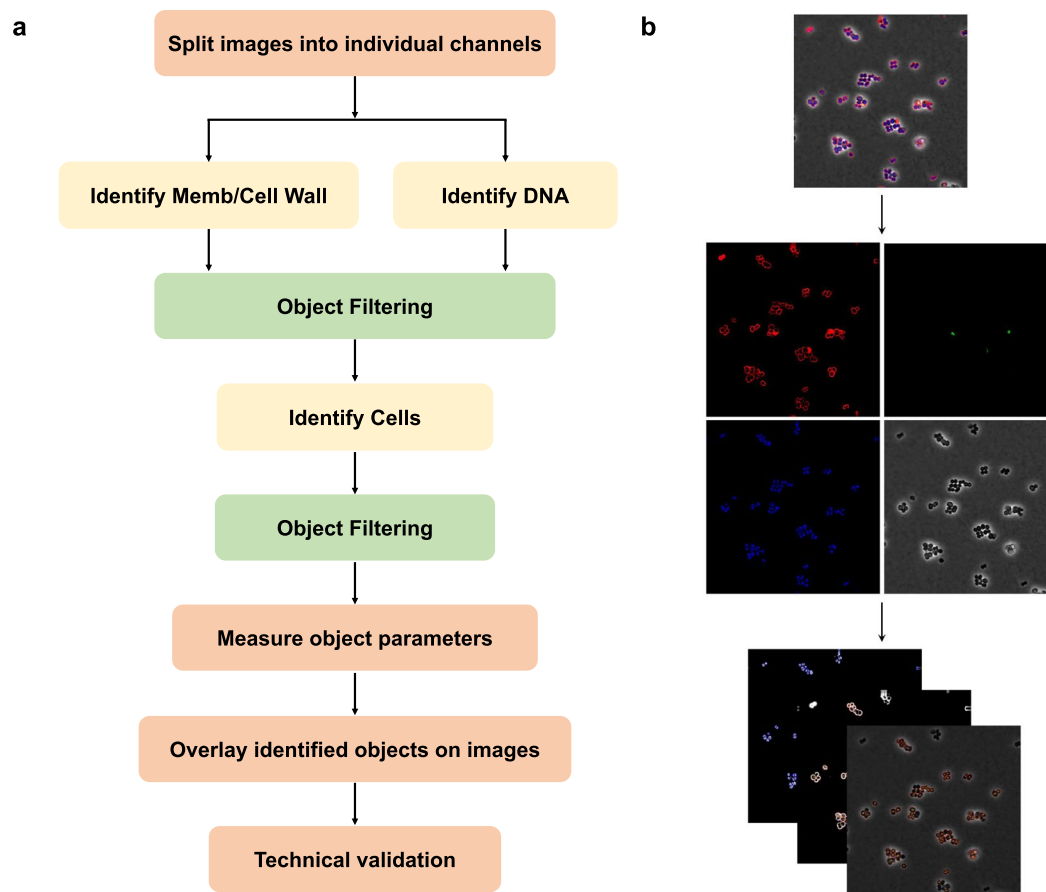 a
Split images into individual channels
Identify Memb/Cell Wall
Identify DNA
Object Filtering
Identify Cells
Object Filtering
Measure object parameters
Overlay identified objects on images
Technical validation
b